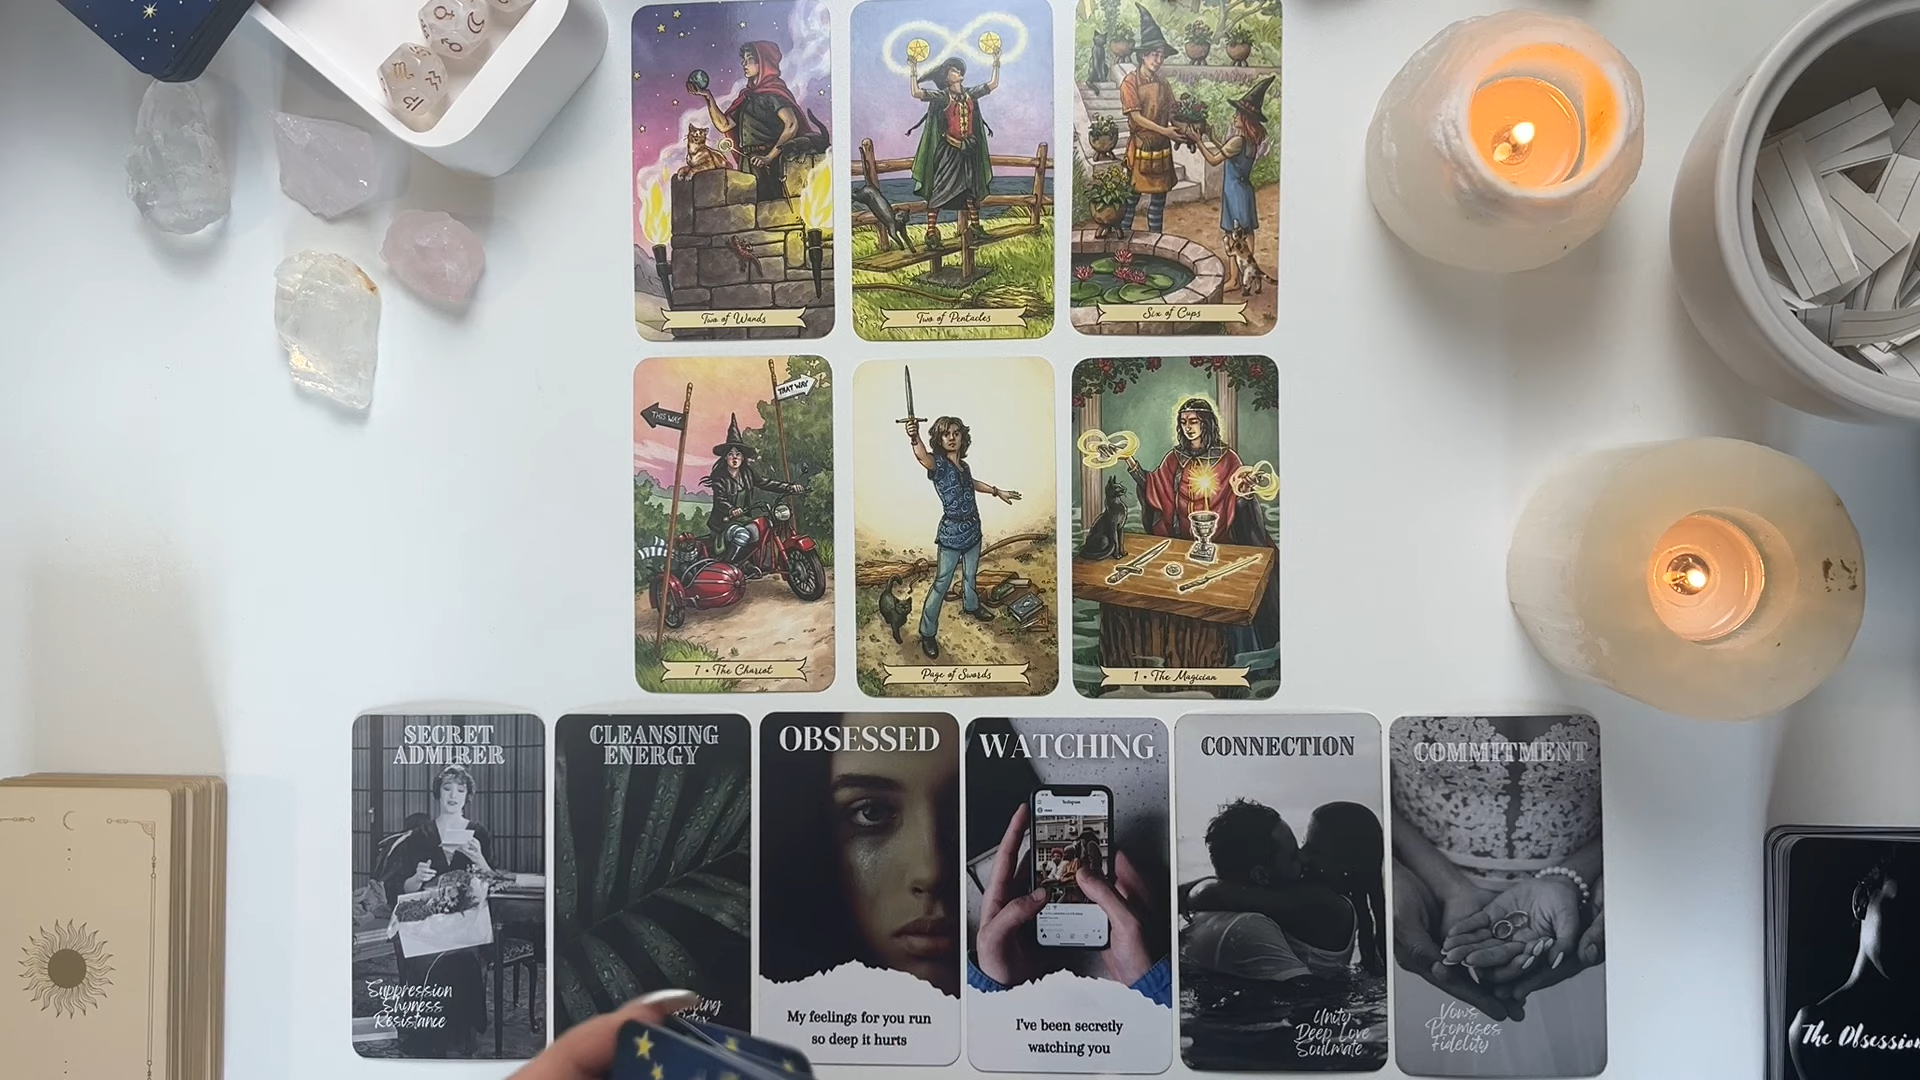 Two of Wands
Two of Pentacles
Six of Cups
THIS WAY
THAT WAY
7 • The Chariot
Page of Swords
1 • The Magician
SECRET
ADMIRER
Suppression
Shyness
Resistance
CLEANSING
ENERGY
OBSESSED
My feelings for you run
so deep it hurts
WATCHING
Instagram
I've been secretly
watching you
CONNECTION
Unity
Deep Love
Soulmate
COMMITMENT
Vows
Promises
Fidelity
The Obsession